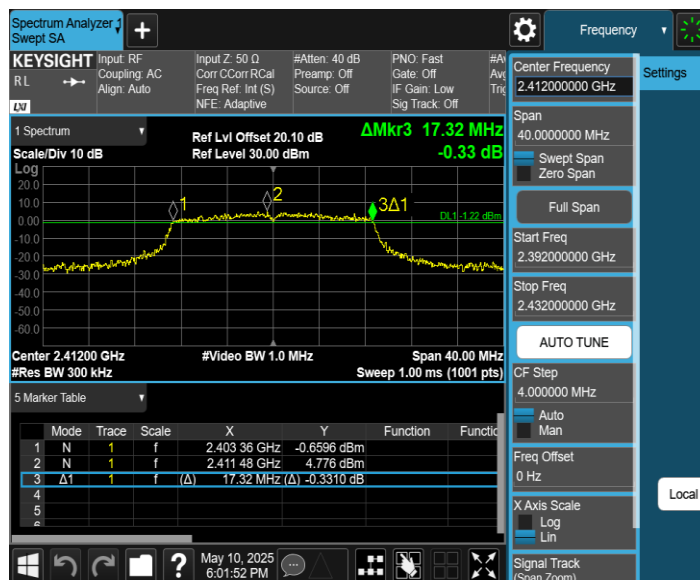 Spectrum Analyzer 1
Swept SA
Frequency
KEYSIGHT
RL
LXI
Input: RF
Coupling: AC
Align: Auto
Input Z: 50 Ω
Corr CCorr RCal
Freq Ref: Int (S)
NFE: Adaptive
#Atten: 40 dB
Preamp: Off
Source: Off
PNO: Fast
Gate: Off
IF Gain: Low
Sig Track: Off
Trig
1 Spectrum
Scale/Div 10 dB
Ref Lvl Offset 20.10 dB
Ref Level 30.00 dBm
ΔMkr3 17.32 MHz
-0.33 dB
Log
20.0
10.0
0.00
-10.0
-20.0
-30.0
-40.0
-50.0
-60.0
1
2
3Δ1
DL1 -1.22 dBm
Center 2.41200 GHz
#Res BW 300 kHz
#Video BW 1.0 MHz
Span 40.00 MHz
Sweep 1.00 ms (1001 pts)
5 Marker Table
Mode Trace Scale X Y Function Functio
1 N 1 f 2.403 36 GHz -0.6596 dBm
2 N 1 f 2.411 48 GHz 4.776 dBm
3 Δ1 1 f (Δ) 17.32 MHz (Δ) -0.3310 dB
4
5
6
May 10, 2025
6:01:52 PM
Center Frequency
2.412000000 GHz
Span
40.0000000 MHz
Swept Span
Zero Span
Full Span
Start Freq
2.392000000 GHz
Stop Freq
2.432000000 GHz
AUTO TUNE
CF Step
4.000000 MHz
Auto
Man
Freq Offset
0 Hz
X Axis Scale
Log
Lin
Signal Track
(Span Zoom)
Settings
Local